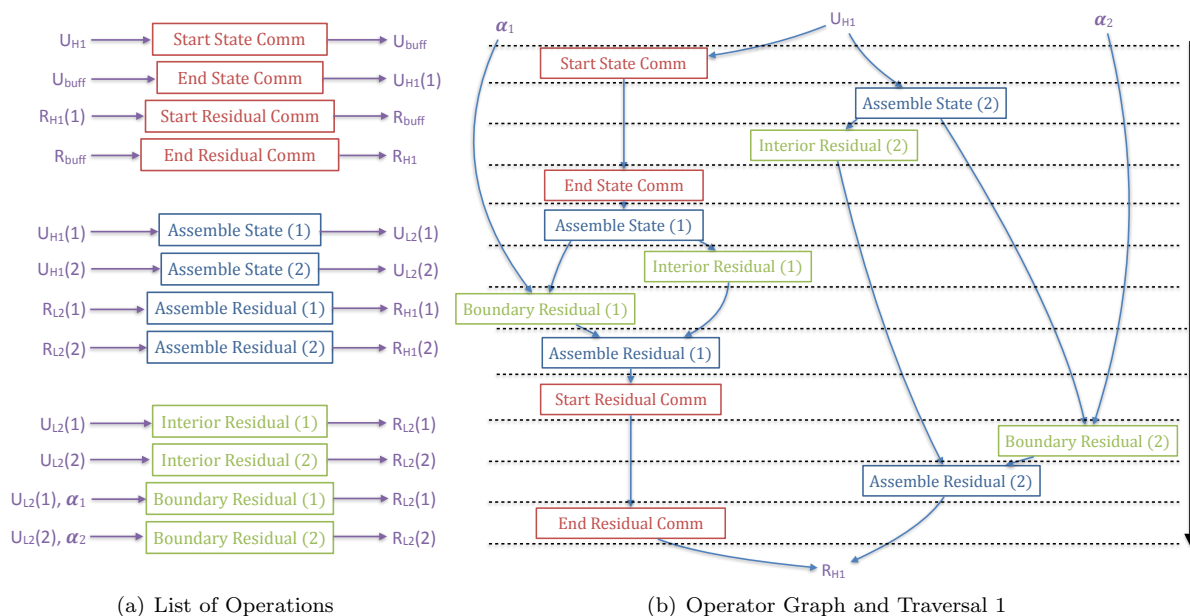 U_H1 Start State Comm U_buff
U_buff End State Comm U_H1(1)
R_H1(1) Start Residual Comm R_buff
R_buff End Residual Comm R_H1
U_H1(1) Assemble State (1) U_L2(1)
U_H1(2) Assemble State (2) U_L2(2)
R_L2(1) Assemble Residual (1) R_H1(1)
R_L2(2) Assemble Residual (2) R_H1(2)
U_L2(1) Interior Residual (1) R_L2(1)
U_L2(2) Interior Residual (2) R_L2(2)
U_L2(1), α_1 Boundary Residual (1) R_L2(1)
U_L2(2), α_2 Boundary Residual (2) R_L2(2)
(a) List of Operations
α_1 U_H1 α_2
Start State Comm
Assemble State (2)
Interior Residual (2)
End State Comm
Assemble State (1)
Interior Residual (1)
Boundary Residual (1)
Assemble Residual (1)
Start Residual Comm
Boundary Residual (2)
Assemble Residual (2)
End Residual Comm
R_H1
(b) Operator Graph and Traversal 1